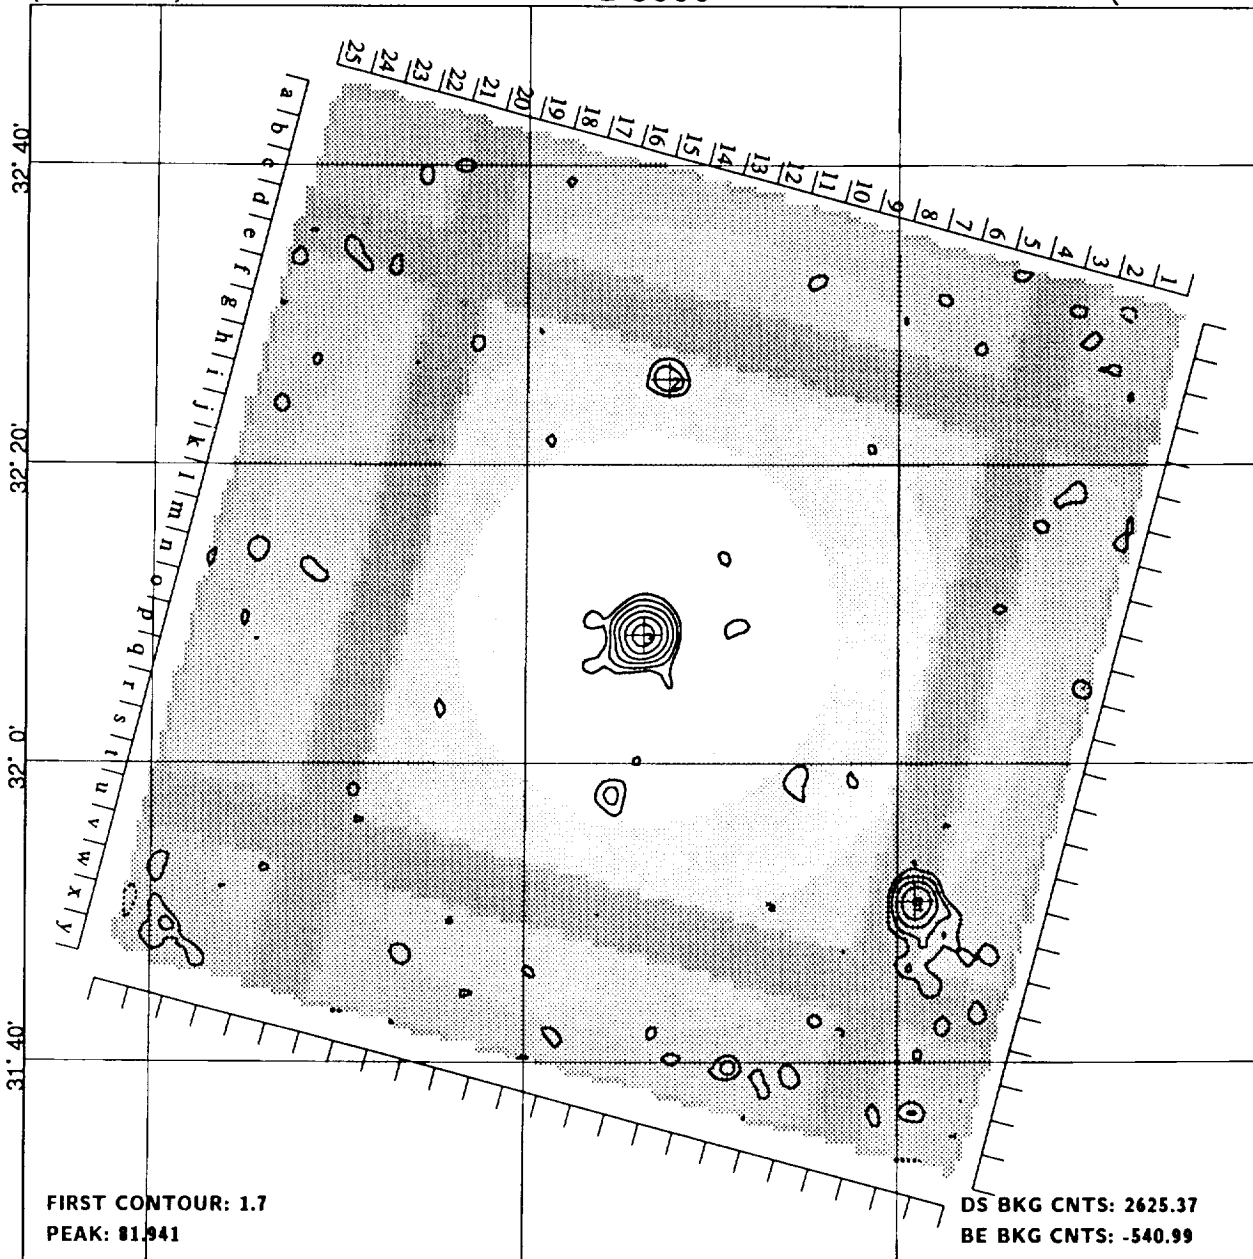 25 24 23 22 21 20 19 18 17 16 15 14 13 12 11 10 9 8 7 6 5 4 3 2 1
a b c d e f g h i j k l m n o p q r s t u v w x y
32° 40'
32° 20'
32° 0'
31° 40'
2
FIRST CONTOUR: 1.7
PEAK: 81.941
DS BKG CNTS: 2625.37
BE BKG CNTS: -540.99